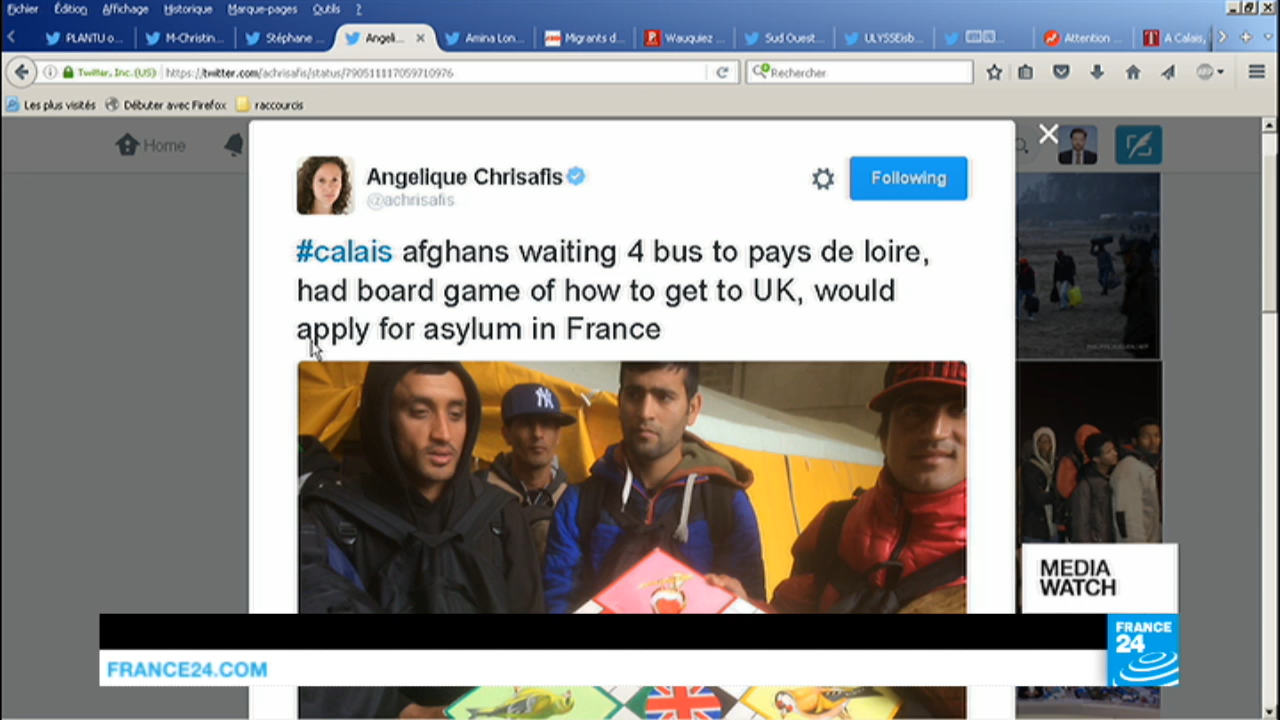 Fichier Édition Affichage Historique Marque-pages Outils ?
PLANTU o... M-Christin... Stéphane ... Angeli... Amina Lon... Migrants d... Wauquiez ... Sud Ouest... ULYSSEisb... Attention ... A Calais,
Twitter, Inc. (US) https://twitter.com/achrisafis/status/790511117059710976 Rechercher
Les plus visités Débuter avec Firefox raccourcis
Home
Angelique Chrisafis
@achrisafis
Following
#calais afghans waiting 4 bus to pays de loire,
had board game of how to get to UK, would
apply for asylum in France
NY
MEDIA
WATCH
FRANCE
24
FRANCE24.COM